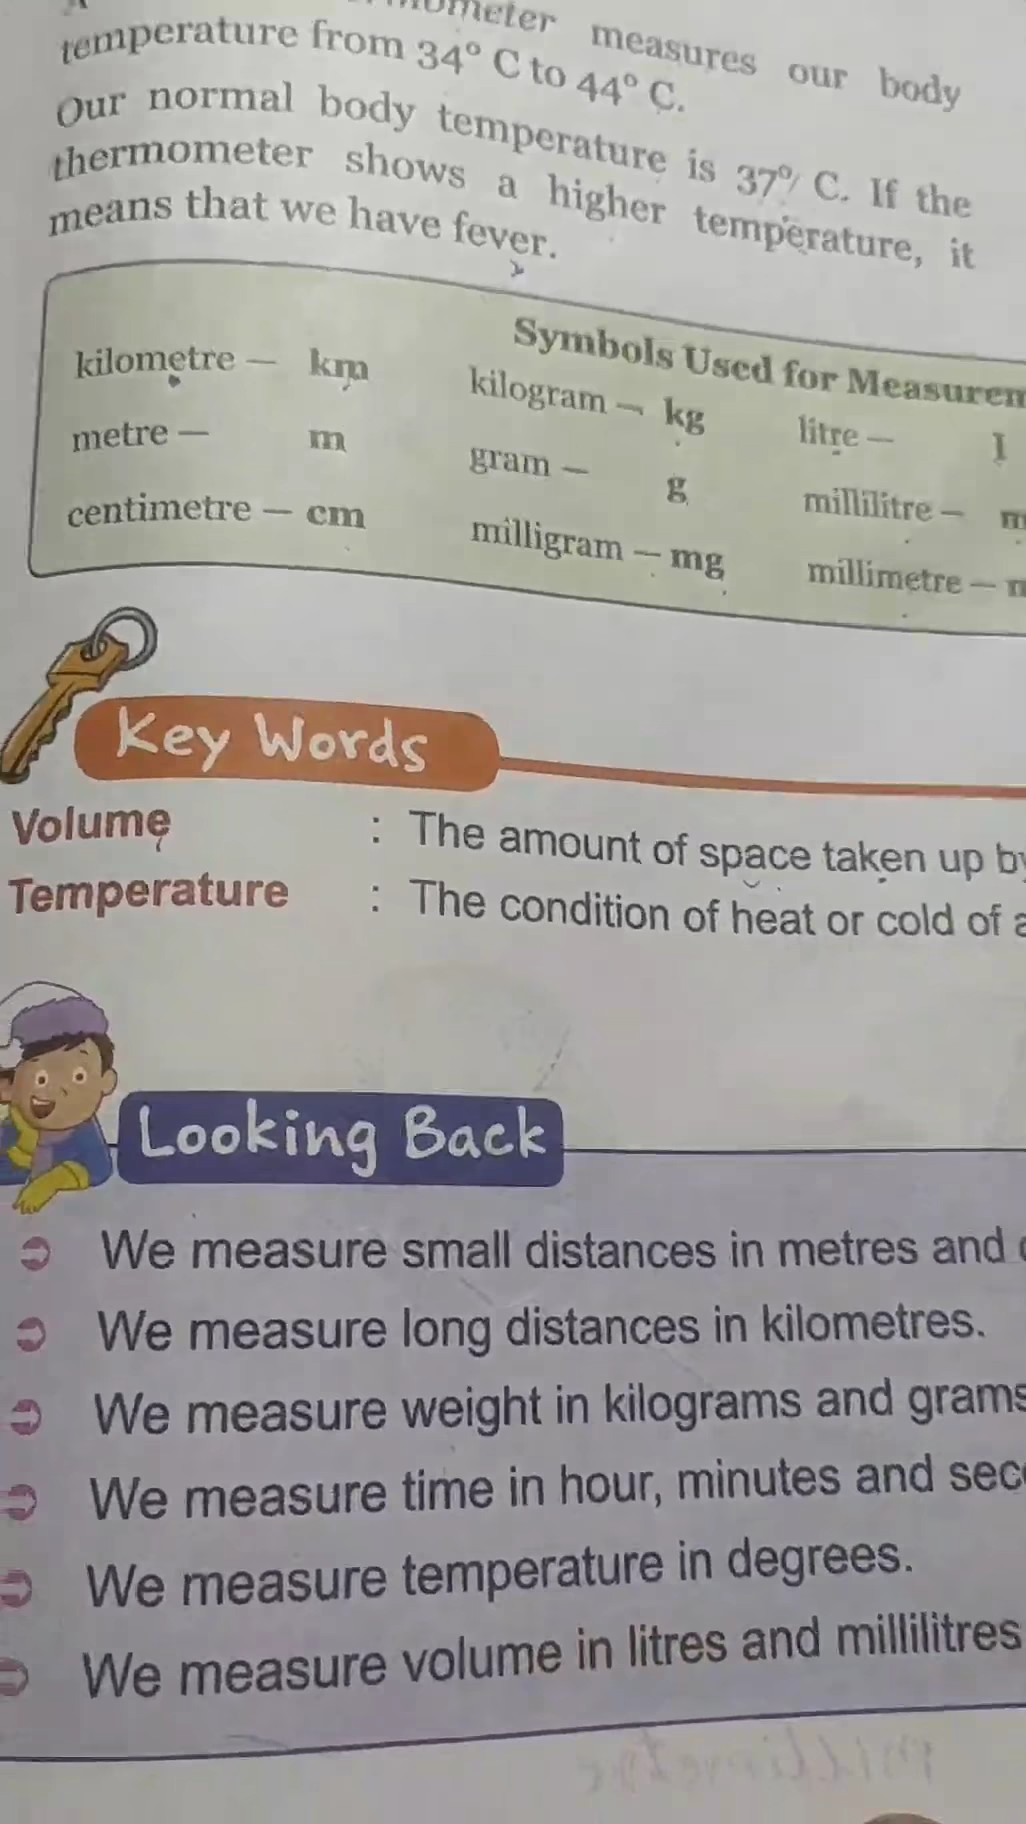 measures our body
temperature from 34° C to 44° C.
Our normal body temperature is 37° C. If the
thermometer shows a higher temperature, it
means that we have fever.
Symbols Used for
kilometre — km kilogram — kg litre — l
metre — m gram — g millilitre —
centimetre — cm milligram — mg millimetre —
Key Words
Volume : The amount of space taken up by
Temperature : The condition of heat or cold of a
Looking Back
We measure small distances in metres and
We measure long distances in kilometres.
We measure weight in kilograms and grams
We measure time in hour, minutes and
We measure temperature in degrees.
We measure volume in litres and millilitres